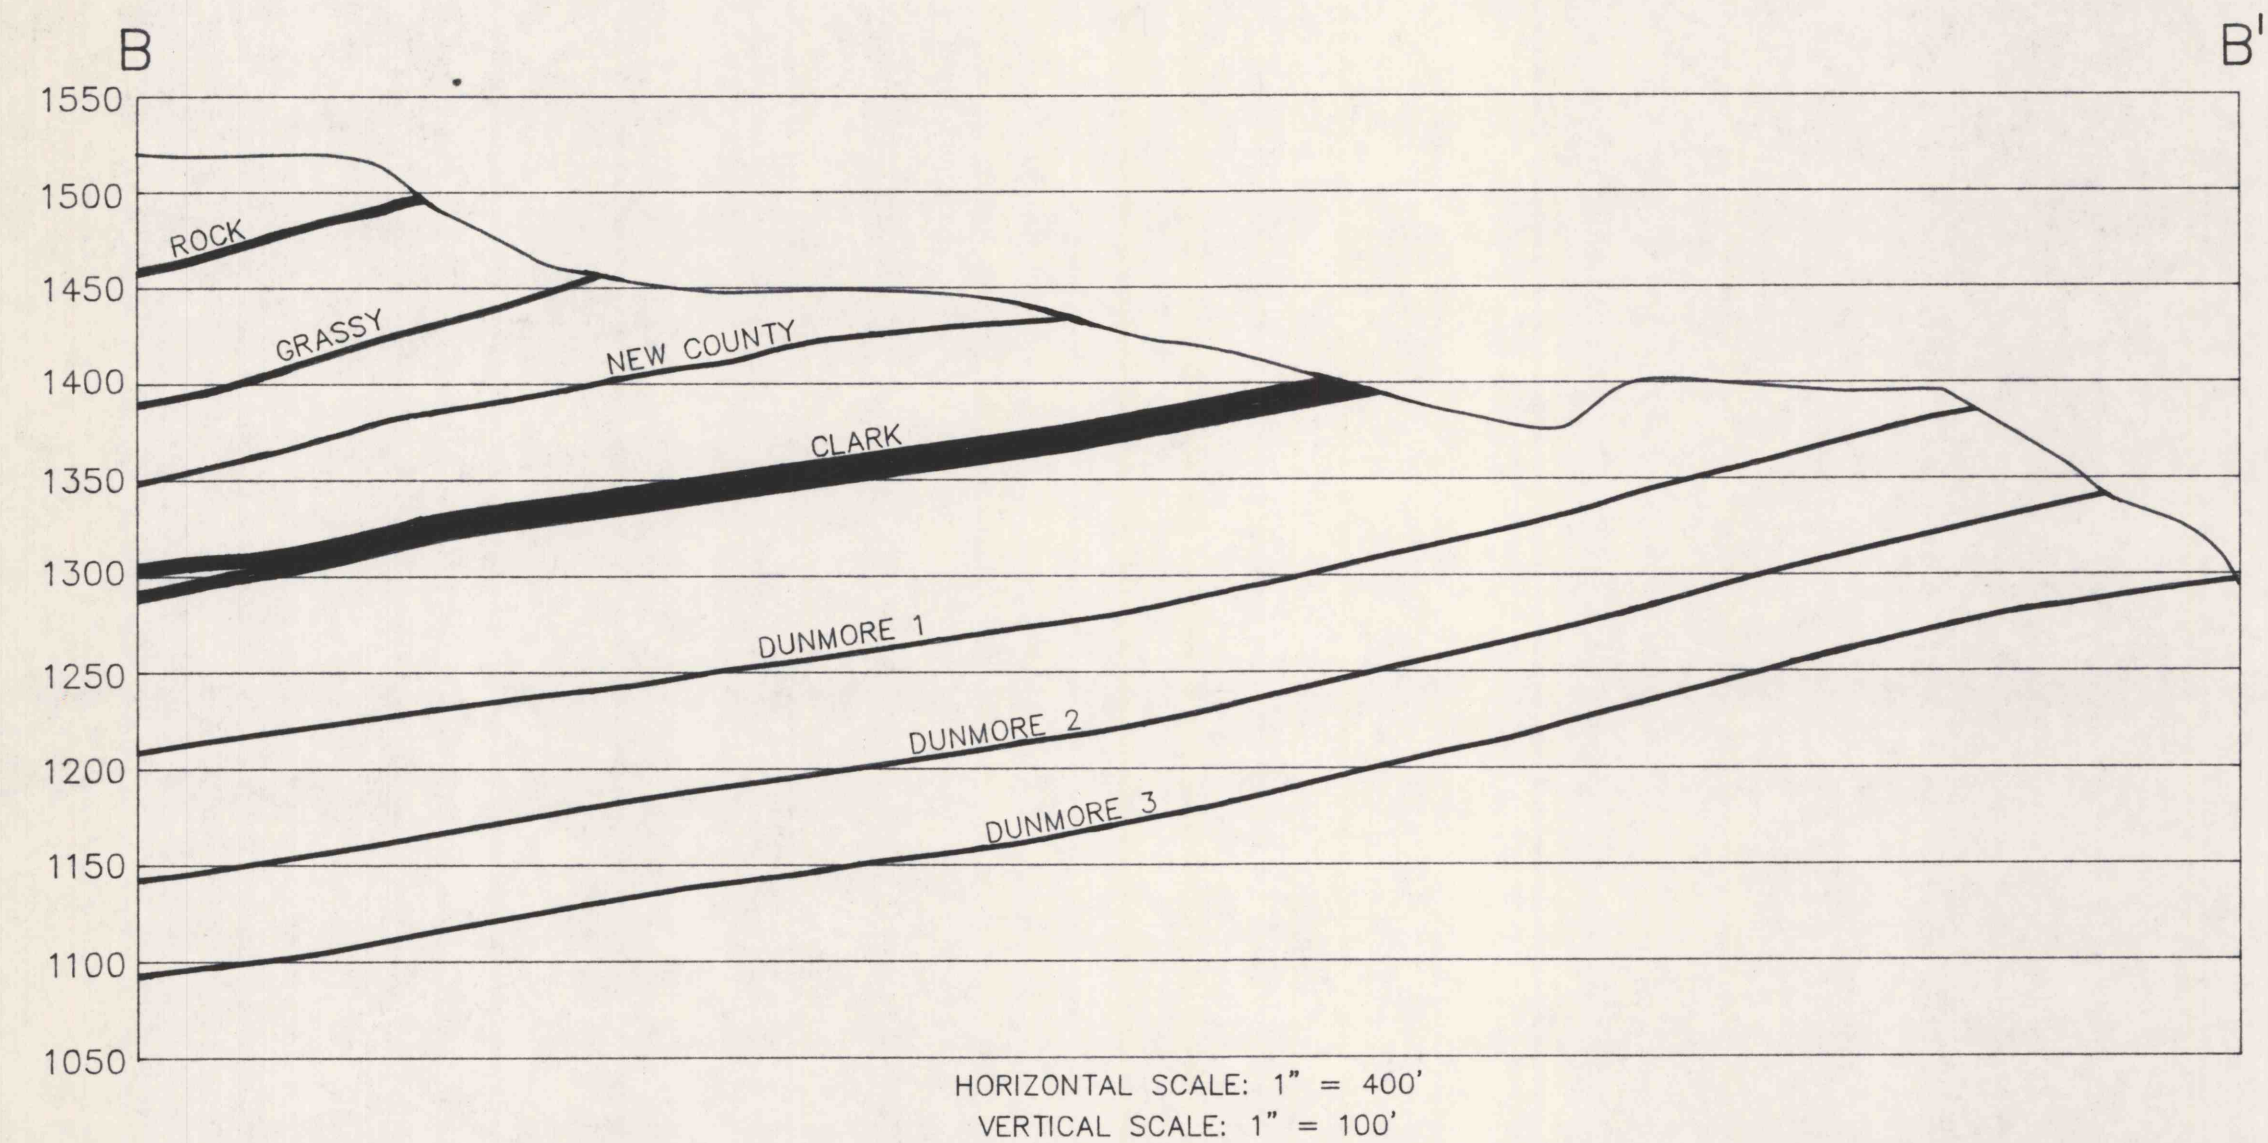 B
B'
1550
1500
ROCK
1450
GRASSY
NEW COUNTY
1400
CLARK
1350
1300
DUNMORE 1
1250
DUNMORE 2
1200
DUNMORE 3
1150
1100
1050
HORIZONTAL SCALE: 1" = 400'
VERTICAL SCALE: 1" = 100'